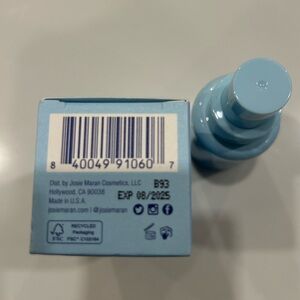 8 40049 91060 7
Dist. by Josie Maran Cosmetics, LLC
Hollywood, CA 90038
Made in U.S.A.
B93
EXP 08/2025
josiemaran.com @josiemaran
FSC
RECYCLED
Packaging